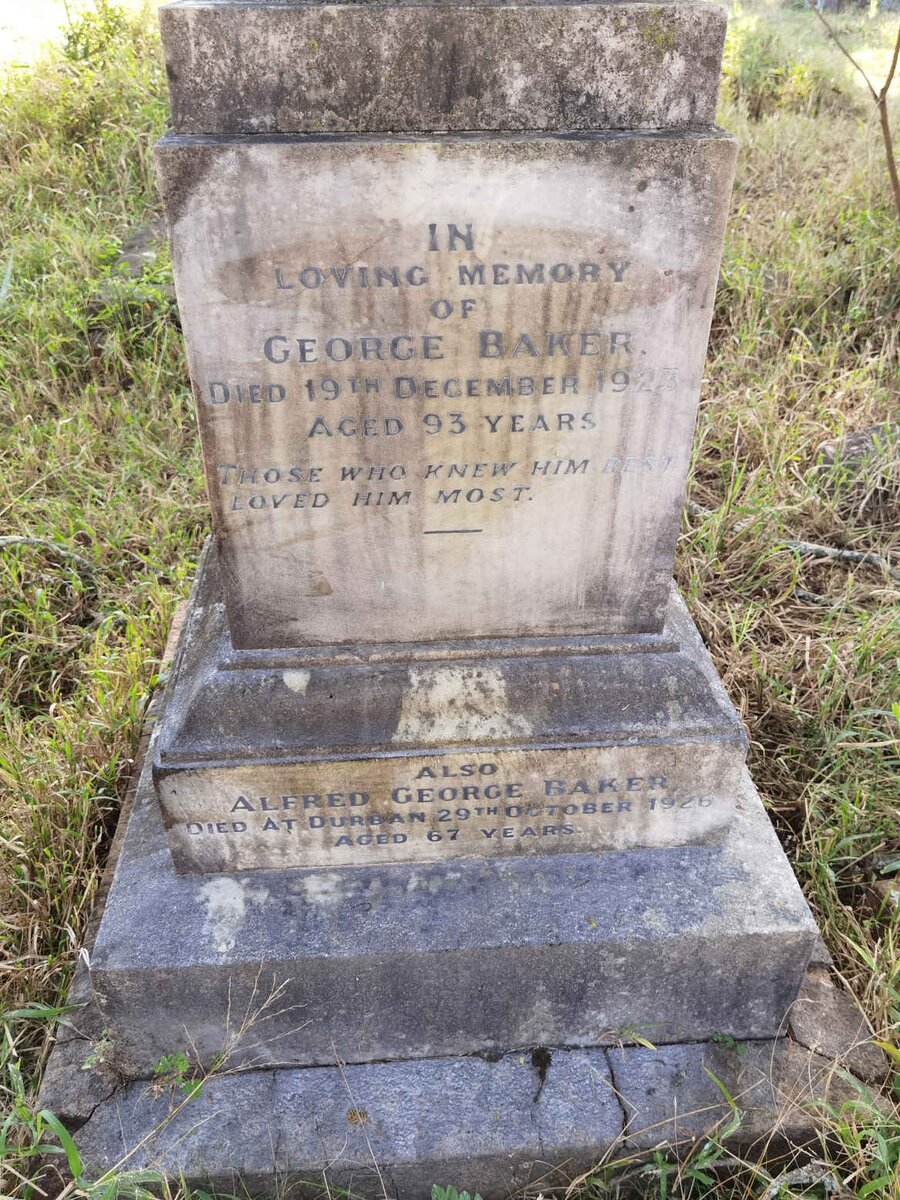 IN
LOVING MEMORY
OF
GEORGE BAKER.
DIED 19TH DECEMBER 1923
AGED 93 YEARS
THOSE WHO KNEW HIM BEST
LOVED HIM MOST.
ALSO
ALFRED GEORGE BAKER
DIED AT DURBAN 29TH OCTOBER 1926
AGED 67 YEARS.